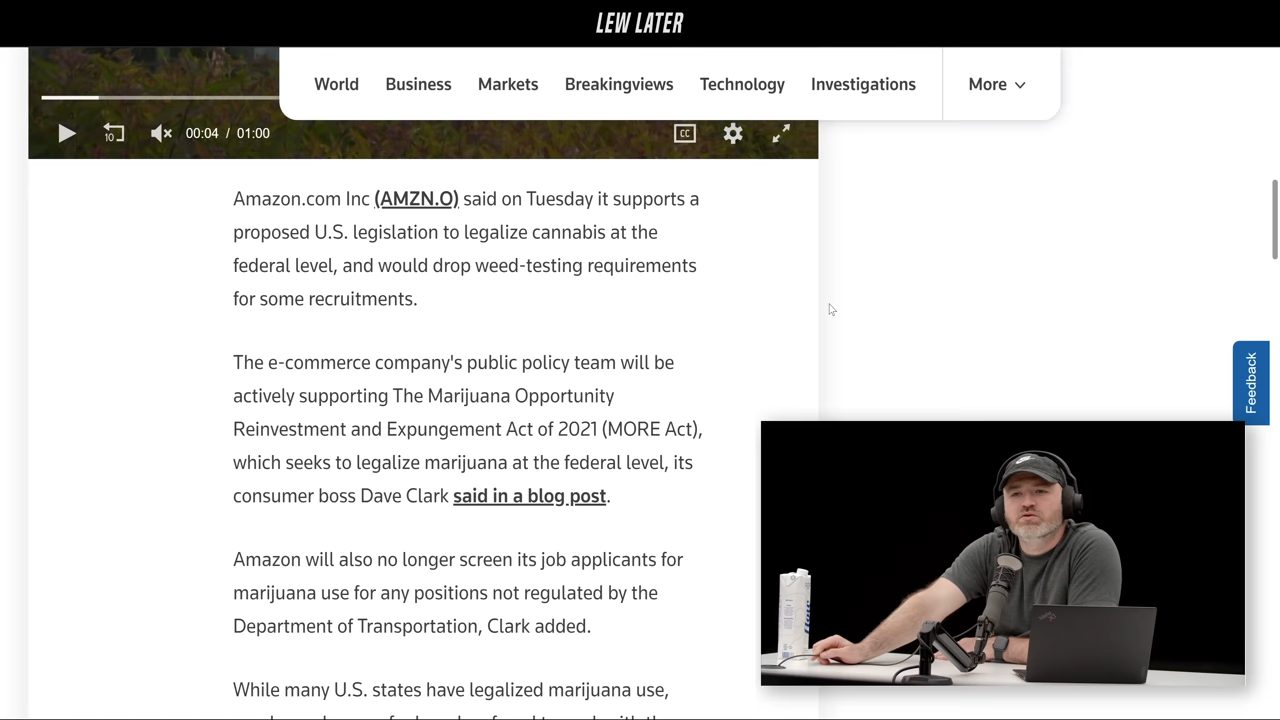 LEW LATER
World Business Markets Breakingviews Technology Investigations More
10 00:04 / 01:00 CC
Amazon.com Inc (AMZN.O) said on Tuesday it supports a
proposed U.S. legislation to legalize cannabis at the
federal level, and would drop weed-testing requirements
for some recruitments.
The e-commerce company's public policy team will be
actively supporting The Marijuana Opportunity
Reinvestment and Expungement Act of 2021 (MORE Act),
which seeks to legalize marijuana at the federal level, its
consumer boss Dave Clark said in a blog post.
Feedback
Amazon will also no longer screen its job applicants for
marijuana use for any positions not regulated by the
Department of Transportation, Clark added.
While many U.S. states have legalized marijuana use,